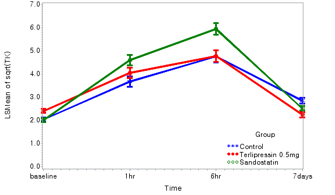 7.0
LSMean of sqrt(TK)
6.0
5.0
4.0
3.0
2.0
1.0
0.0
baseline
1hr
6hr
7days
Time
Group
Control
Terlipressin 0.5mg
Sandostatin